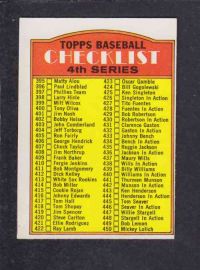 TOPPS BASEBALL
CHECKLIST
4th SERIES
395 Matty Alou
396 Paul Lindblad
397 Phillies Team
398 Larry Hisle
399 Milt Wilcox
400 Tony Oliva
401 Jim Nash
402 Bobby Heise
403 John Cumberland
404 Jeff Torborg
405 Ron Fairly
406 George Hendrick
407 Chuck Taylor
408 Jim Northrup
409 Frank Baker
410 Fergie Jenkins
411 Bob Montgomery
412 Dick Kelley
413 White Sox Rookies
414 Bob Miller
415 Cookie Rojas
416 Johnny Edwards
417 Tom Hall
418 Tom Shopay
419 Jim Spencer
420 Steve Carlton
421 Ellie Rodriguez
422 Ray Lamb
423 Oscar Gamble
424 Bill Gogolewski
425 Ken Singleton
426 Singleton In Action
427 Tito Fuentes
428 Fuentes In Action
429 Bob Robertson
430 Robertson In Action
431 Clarence Gaston
432 Gaston In Action
433 Johnny Bench
434 Bench In Action
435 Reggie Jackson
436 Jackson In Action
437 Maury Wills
438 Wills In Action
439 Billy Williams
440 Williams In Action
441 Thurman Munson
442 Munson In Action
443 Ken Henderson
444 Henderson In Action
445 Tom Seaver
446 Seaver In Action
447 Willie Stargell
448 Stargell In Action
449 Bob Lemon
450 Mickey Lolich